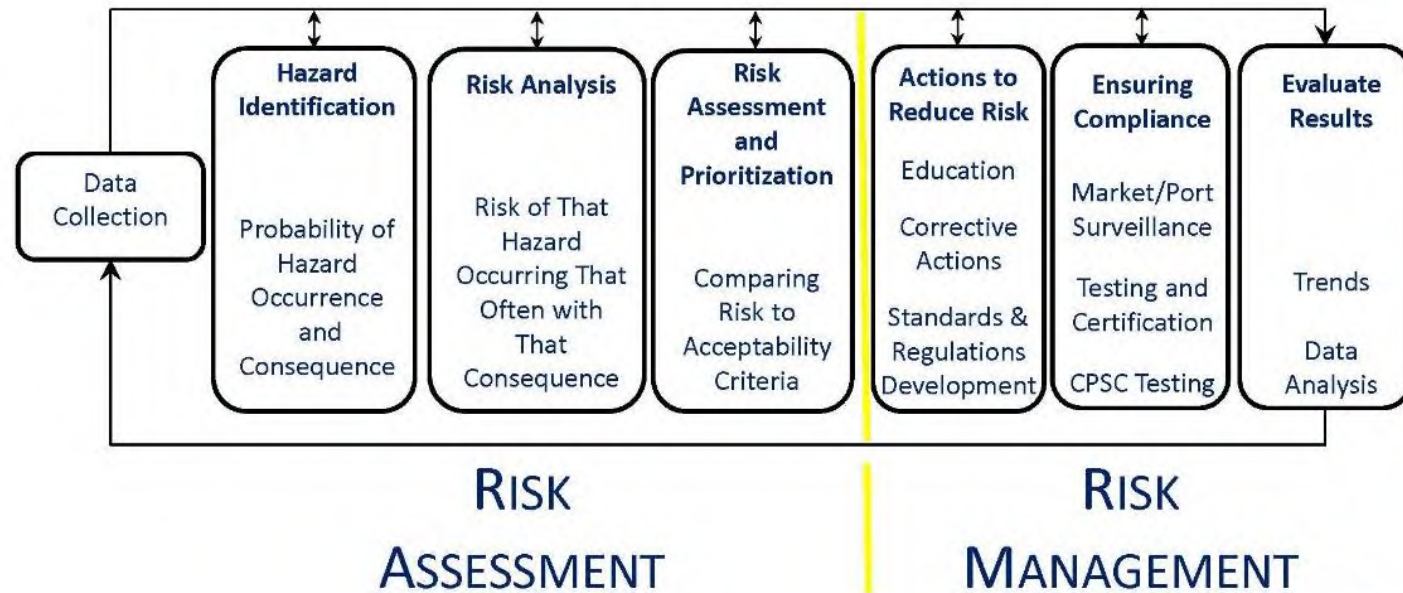 Data
Collection
Hazard
Identification
Probability of
Hazard
Occurrence
and
Consequence
Risk Analysis
Risk of That
Hazard
Occurring That
Often with
That
Consequence
Risk
Assessment
and
Prioritization
Comparing
Risk to
Acceptability
Criteria
Actions to
Reduce Risk
Education
Corrective
Actions
Standards &
Regulations
Development
Ensuring
Compliance
Market/Port
Surveillance
Testing and
Certification
CPSC Testing
Evaluate
Results
Trends
Data
Analysis
RISK
ASSESSMENT
RISK
MANAGEMENT